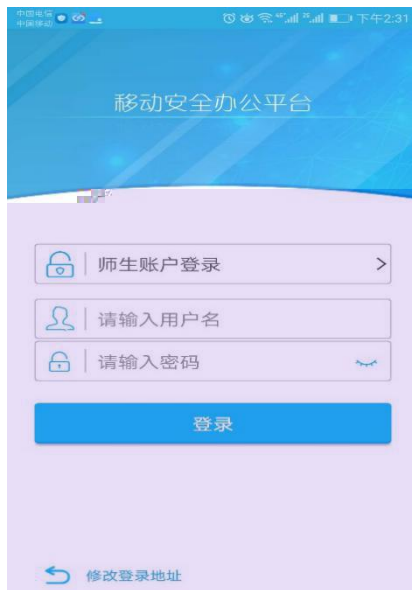 中国电信
中国移动
4G 2G 下午2:31
移动安全办公平台
师生账户登录
请输入用户名
请输入密码
登录
修改登录地址